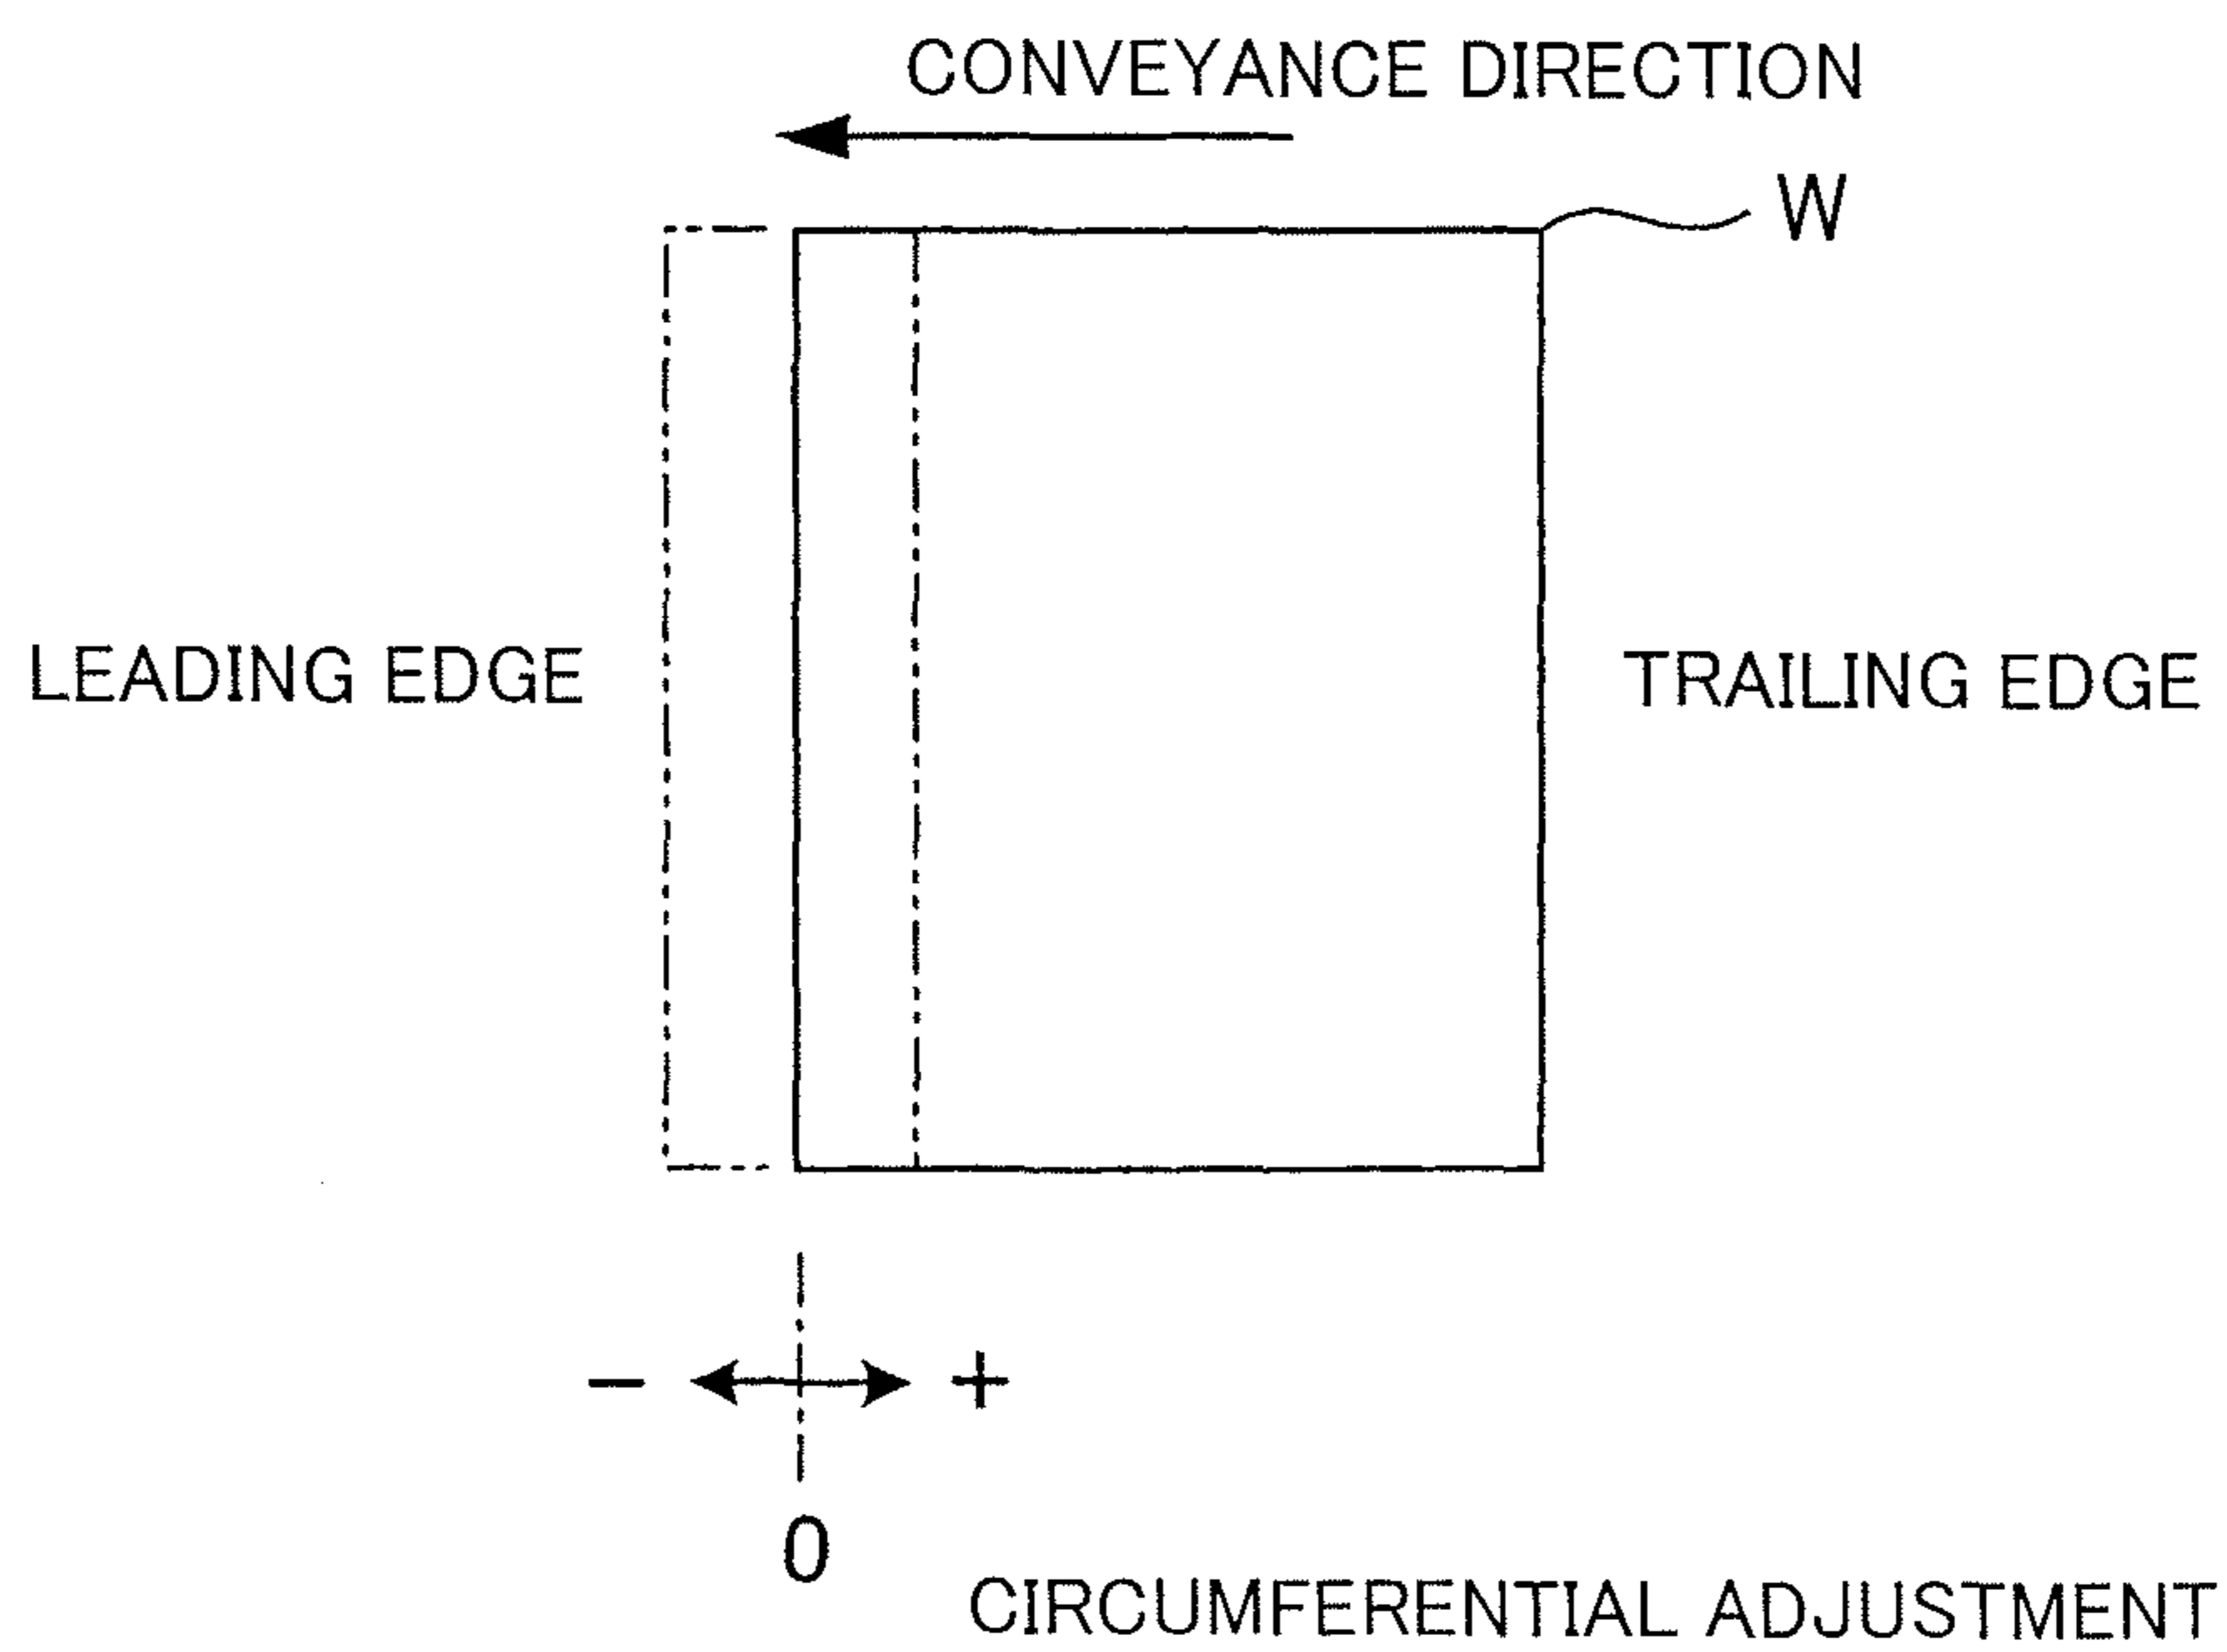 CONVEYANCE DIRECTION
W
LEADING EDGE
TRAILING EDGE
− +
0
CIRCUMFERENTIAL ADJUSTMENT